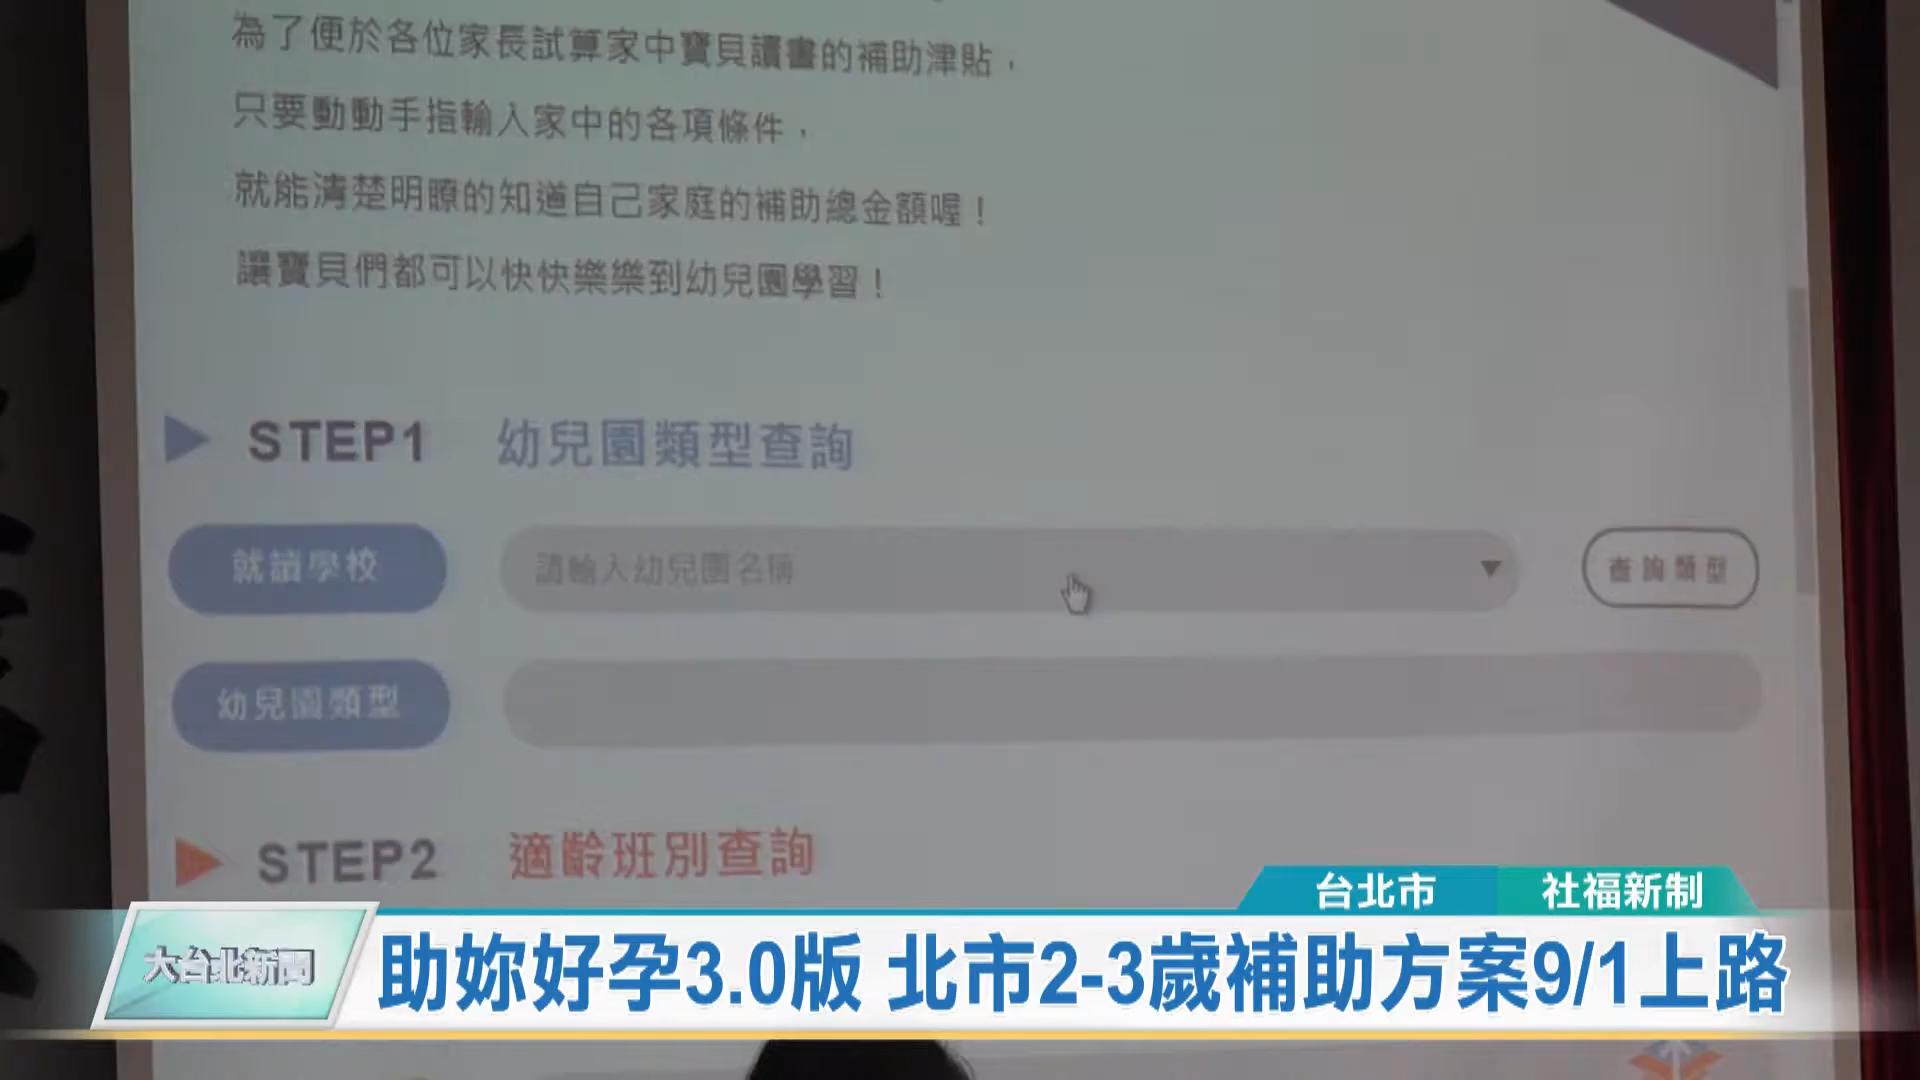 為了便於各位家長試算家中寶貝讀書的補助津貼，
只要動動手指輸入家中的各項條件，
就能清楚明瞭的知道自己家庭的補助總金額喔！
讓寶貝們都可以快快樂樂到幼兒園學習！
STEP1 幼兒園類型查詢
就讀學校 請輸入幼兒園名稱 查詢類型
幼兒園類型
STEP2 適齡班別查詢
台北市 社福新制
大台北新聞
助妳好孕3.0版 北市2-3歲補助方案9/1上路